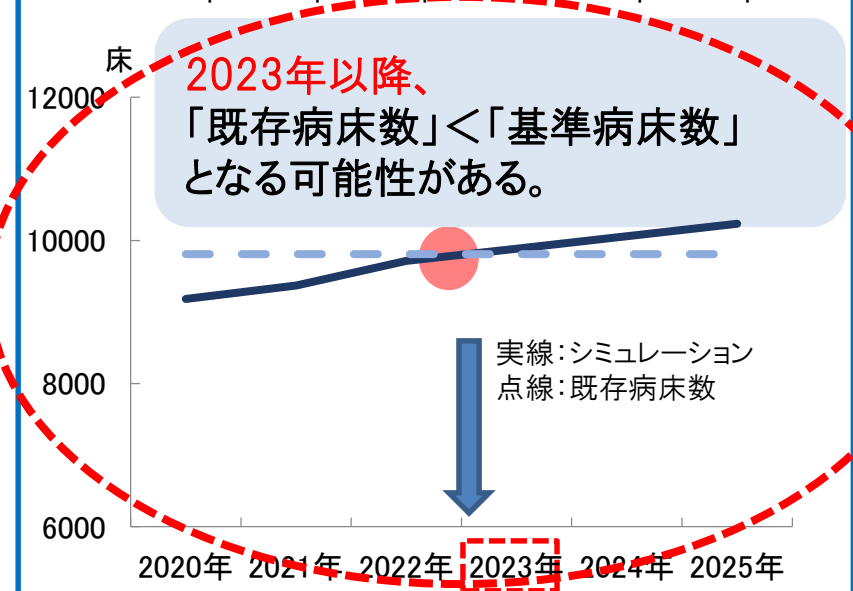 床
2023年以降、
「既存病床数」＜「基準病床数」
となる可能性がある。
12000
10000
8000
6000
実線：シミュレーション
点線：既存病床数
2020年 2021年 2022年 2023年 2024年 2025年